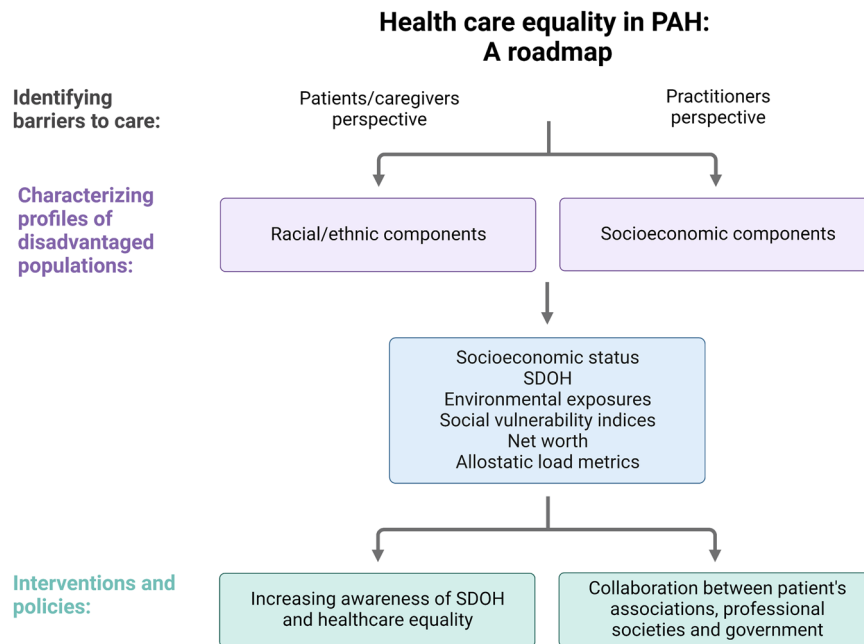 Health care equality in PAH:
A roadmap
Identifying
barriers to care:
Patients/caregivers
perspective
Practitioners
perspective
Characterizing
profiles of
disadvantaged
populations:
Racial/ethnic components
Socioeconomic components
Socioeconomic status
SDOH
Environmental exposures
Social vulnerability indices
Net worth
Allostatic load metrics
Interventions and
policies:
Increasing awareness of SDOH
and healthcare equality
Collaboration between patient's
associations, professional
societies and government